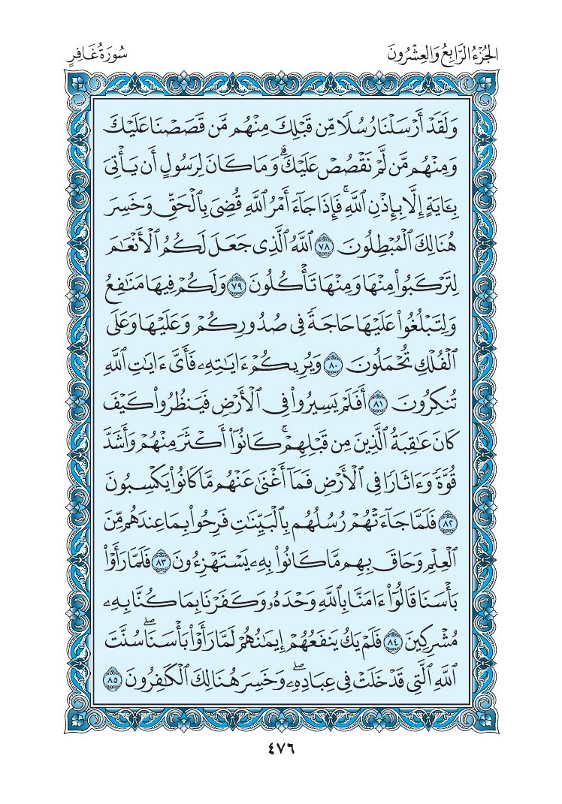 الجُزْءُ الرَّابِعُ وَالعِشْرُونَ
سُورَةُ غَافِرٍ
وَلَقَدْ أَرْسَلْنَا رُسُلًا مِّن قَبْلِكَ مِنْهُم مَّن قَصَصْنَا عَلَيْكَ
وَمِنْهُم مَّن لَّمْ نَقْصُصْ عَلَيْكَۗ وَمَا كَانَ لِرَسُولٍ أَن يَأْتِىَ
بِـَٔايَةٍ إِلَّا بِإِذْنِ ٱللَّهِۚ فَإِذَا جَآءَ أَمْرُ ٱللَّهِ قُضِىَ بِٱلْحَقِّ وَخَسِرَ
هُنَالِكَ ٱلْمُبْطِلُونَ ٧٨ ٱللَّهُ ٱلَّذِى جَعَلَ لَكُمُ ٱلْأَنْعَٰمَ
لِتَرْكَبُوا۟ مِنْهَا وَمِنْهَا تَأْكُلُونَ ٧٩ وَلَكُمْ فِيهَا مَنَٰفِعُ
وَلِتَبْلُغُوا۟ عَلَيْهَا حَاجَةً فِى صُدُورِكُمْ وَعَلَيْهَا وَعَلَى
ٱلْفُلْكِ تُحْمَلُونَ ٨٠ وَيُرِيكُمْ ءَايَٰتِهِۦ فَأَىَّ ءَايَٰتِ ٱللَّهِ
تُنكِرُونَ ٨١ أَفَلَمْ يَسِيرُوا۟ فِى ٱلْأَرْضِ فَيَنظُرُوا۟ كَيْفَ
كَانَ عَٰقِبَةُ ٱلَّذِينَ مِن قَبْلِهِمْۚ كَانُوٓا۟ أَكْثَرَ مِنْهُمْ وَأَشَدَّ
قُوَّةً وَءَاثَارًا فِى ٱلْأَرْضِ فَمَآ أَغْنَىٰ عَنْهُم مَّا كَانُوا۟ يَكْسِبُونَ
٨٢ فَلَمَّا جَآءَتْهُمْ رُسُلُهُم بِٱلْبَيِّنَٰتِ فَرِحُوا۟ بِمَا عِندَهُم مِّنَ
ٱلْعِلْمِ وَحَاقَ بِهِم مَّا كَانُوا۟ بِهِۦ يَسْتَهْزِءُونَ ٨٣ فَلَمَّا رَأَوْا۟
بَأْسَنَا قَالُوٓا۟ ءَامَنَّا بِٱللَّهِ وَحْدَهُۥ وَكَفَرْنَا بِمَا كُنَّا بِهِۦ
مُشْرِكِينَ ٨٤ فَلَمْ يَكُ يَنفَعُهُمْ إِيمَٰنُهُمْ لَمَّا رَأَوْا۟ بَأْسَنَاۖ سُنَّتَ
ٱللَّهِ ٱلَّتِى قَدْ خَلَتْ فِى عِبَادِهِۦۖ وَخَسِرَ هُنَالِكَ ٱلْكَٰفِرُونَ ٨٥
٤٧٦